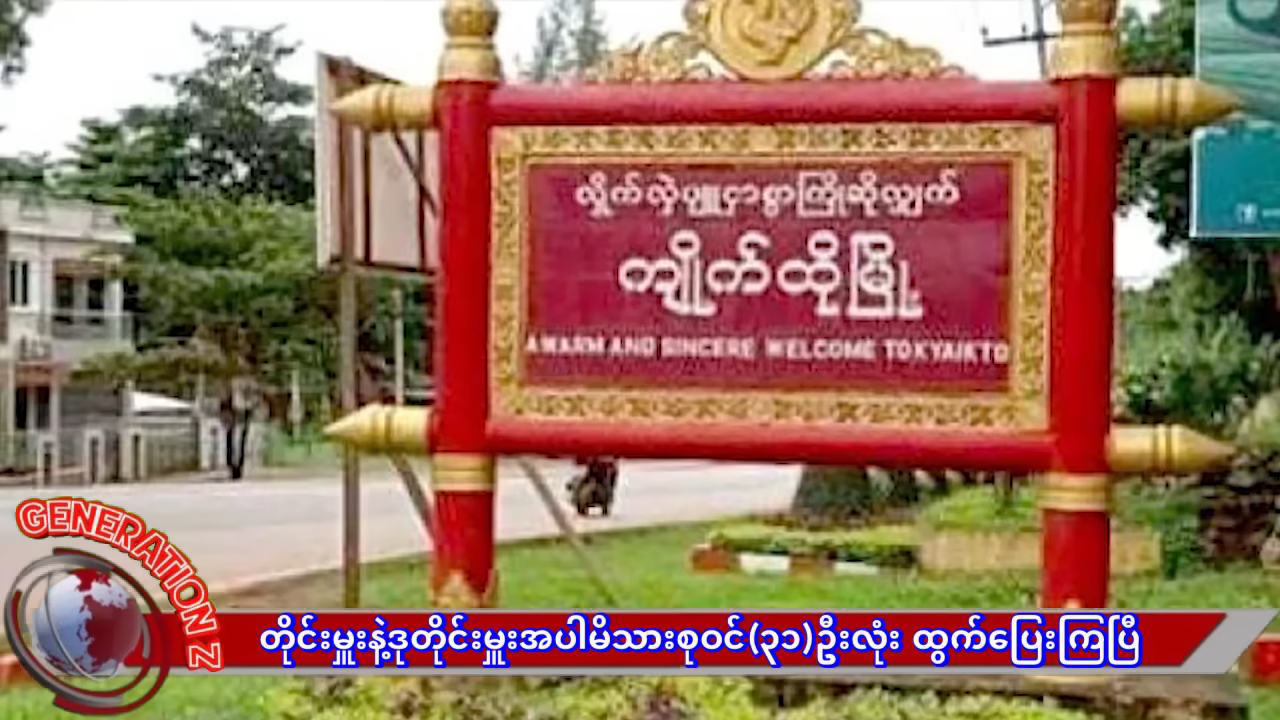 လှိုက်လှဲပျူငှာစွာကြိုဆိုလျှက်
ကျိုက်ထိုမြို့
A WARM AND SINCERE WELCOME TO KYAIKTO
GENERATION Z
တိုင်းမှူးနဲ့ဒုတိုင်းမှူးအပါမိသားစုဝင်(၃၁)ဦးလုံး ထွက်ပြေးကြပြီ